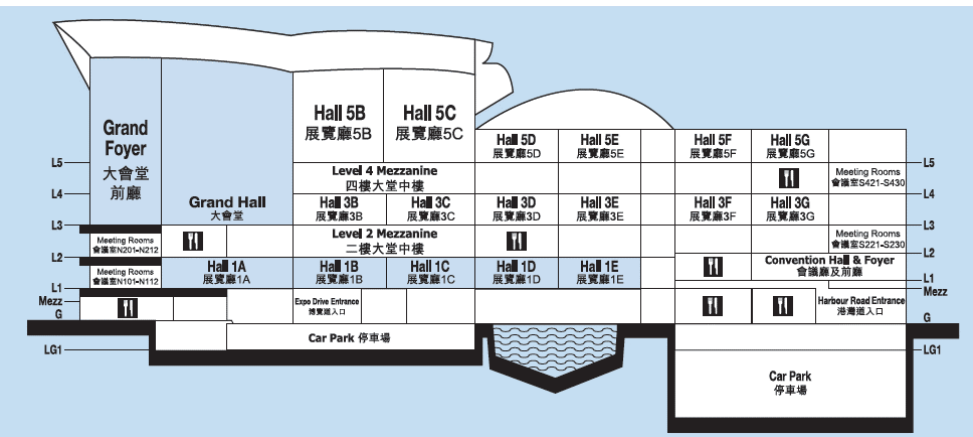 Hall 5B
展覽廳5B
Hall 5C
展覽廳5C
Grand
Foyer
大會堂
前廳
Hall 5D
展覽廳5D
Hall 5E
展覽廳5E
Hall 5F
展覽廳5F
Hall 5G
展覽廳5G
L5
L5
Level 4 Mezzanine
四樓大堂中樓
Meeting Rooms
會議室S421-S430
L4
L4
Grand Hall
大會堂
Hall 3B
展覽廳3B
Hall 3C
展覽廳3C
Hall 3D
展覽廳3D
Hall 3E
展覽廳3E
Hall 3F
展覽廳3F
Hall 3G
展覽廳3G
L3
L3
Meeting Rooms
會議室N201-N212
Level 2 Mezzanine
二樓大堂中樓
Meeting Rooms
會議室S221-S230
L2
L2
Meeting Rooms
會議室N101-N112
Hall 1A
展覽廳1A
Hall 1B
展覽廳1B
Hall 1C
展覽廳1C
Hall 1D
展覽廳1D
Hall 1E
展覽廳1E
Convention Hall & Foyer
會議廳及前廳
L1
L1
Mezz
Mezz
Expo Drive Entrance
博覽道入口
Harbour Road Entrance
港灣道入口
G
G
Car Park 停車場
LG1
LG1
Car Park
停車場